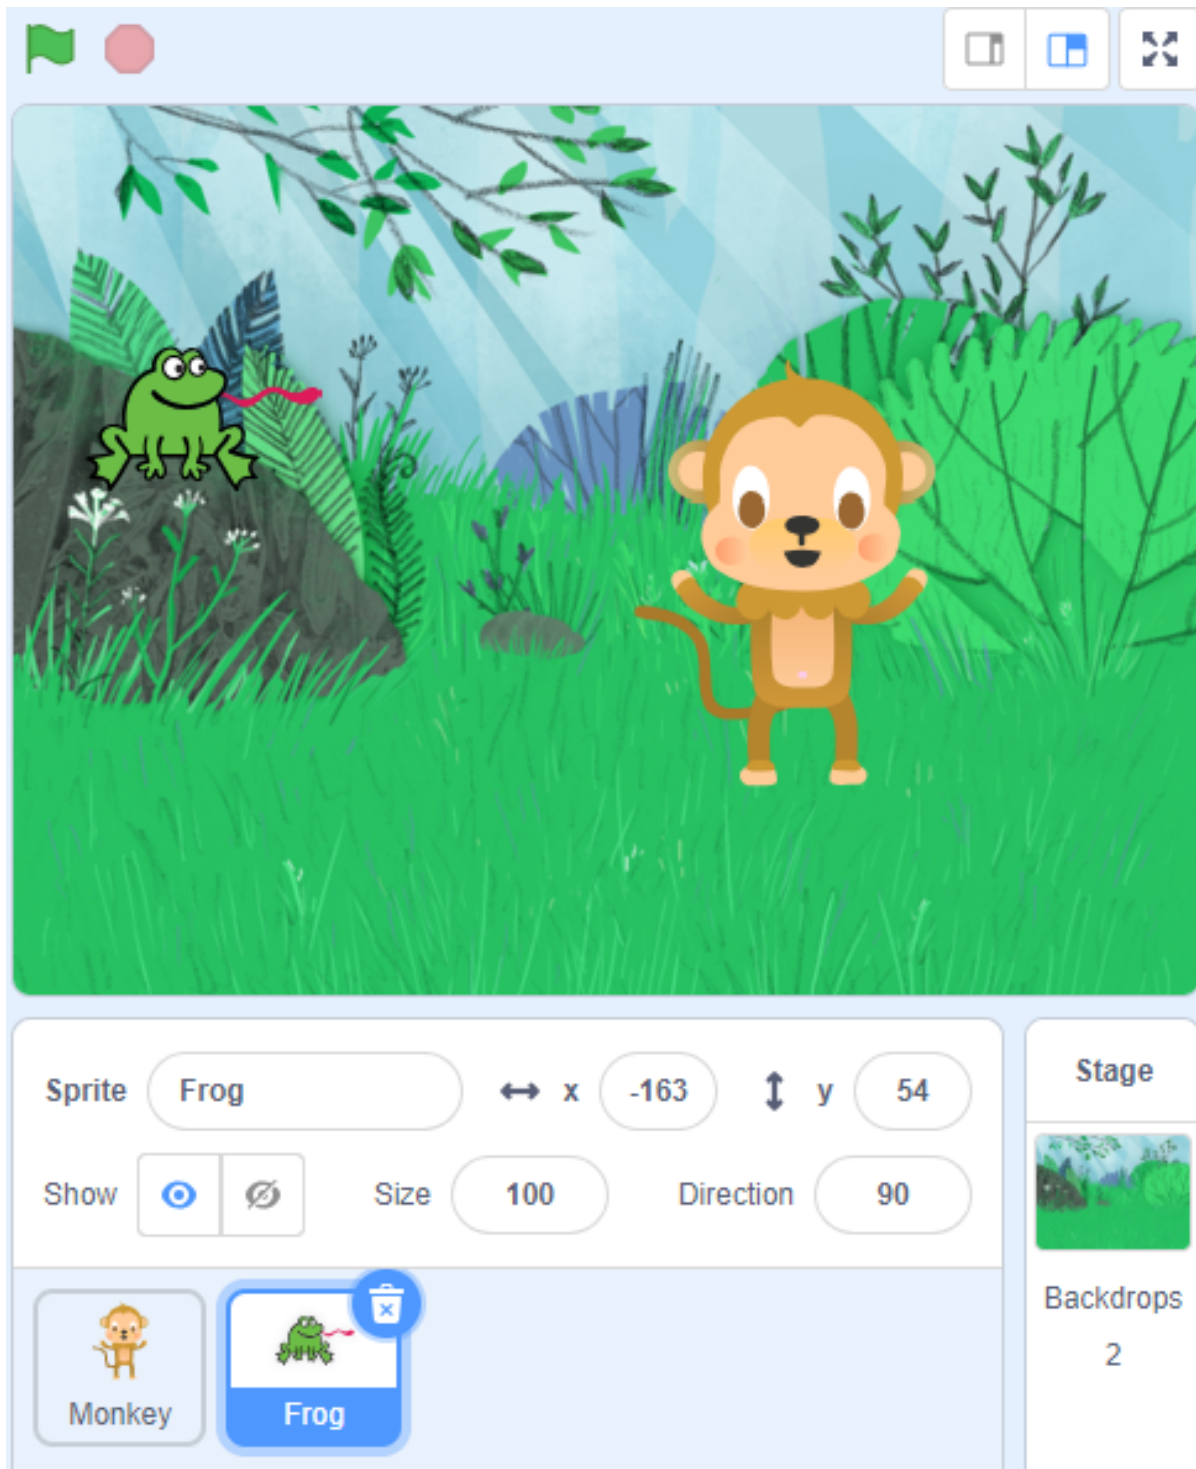 Sprite Frog x -163 y 54
Show Size 100 Direction 90
Monkey Frog
Stage
Backdrops
2